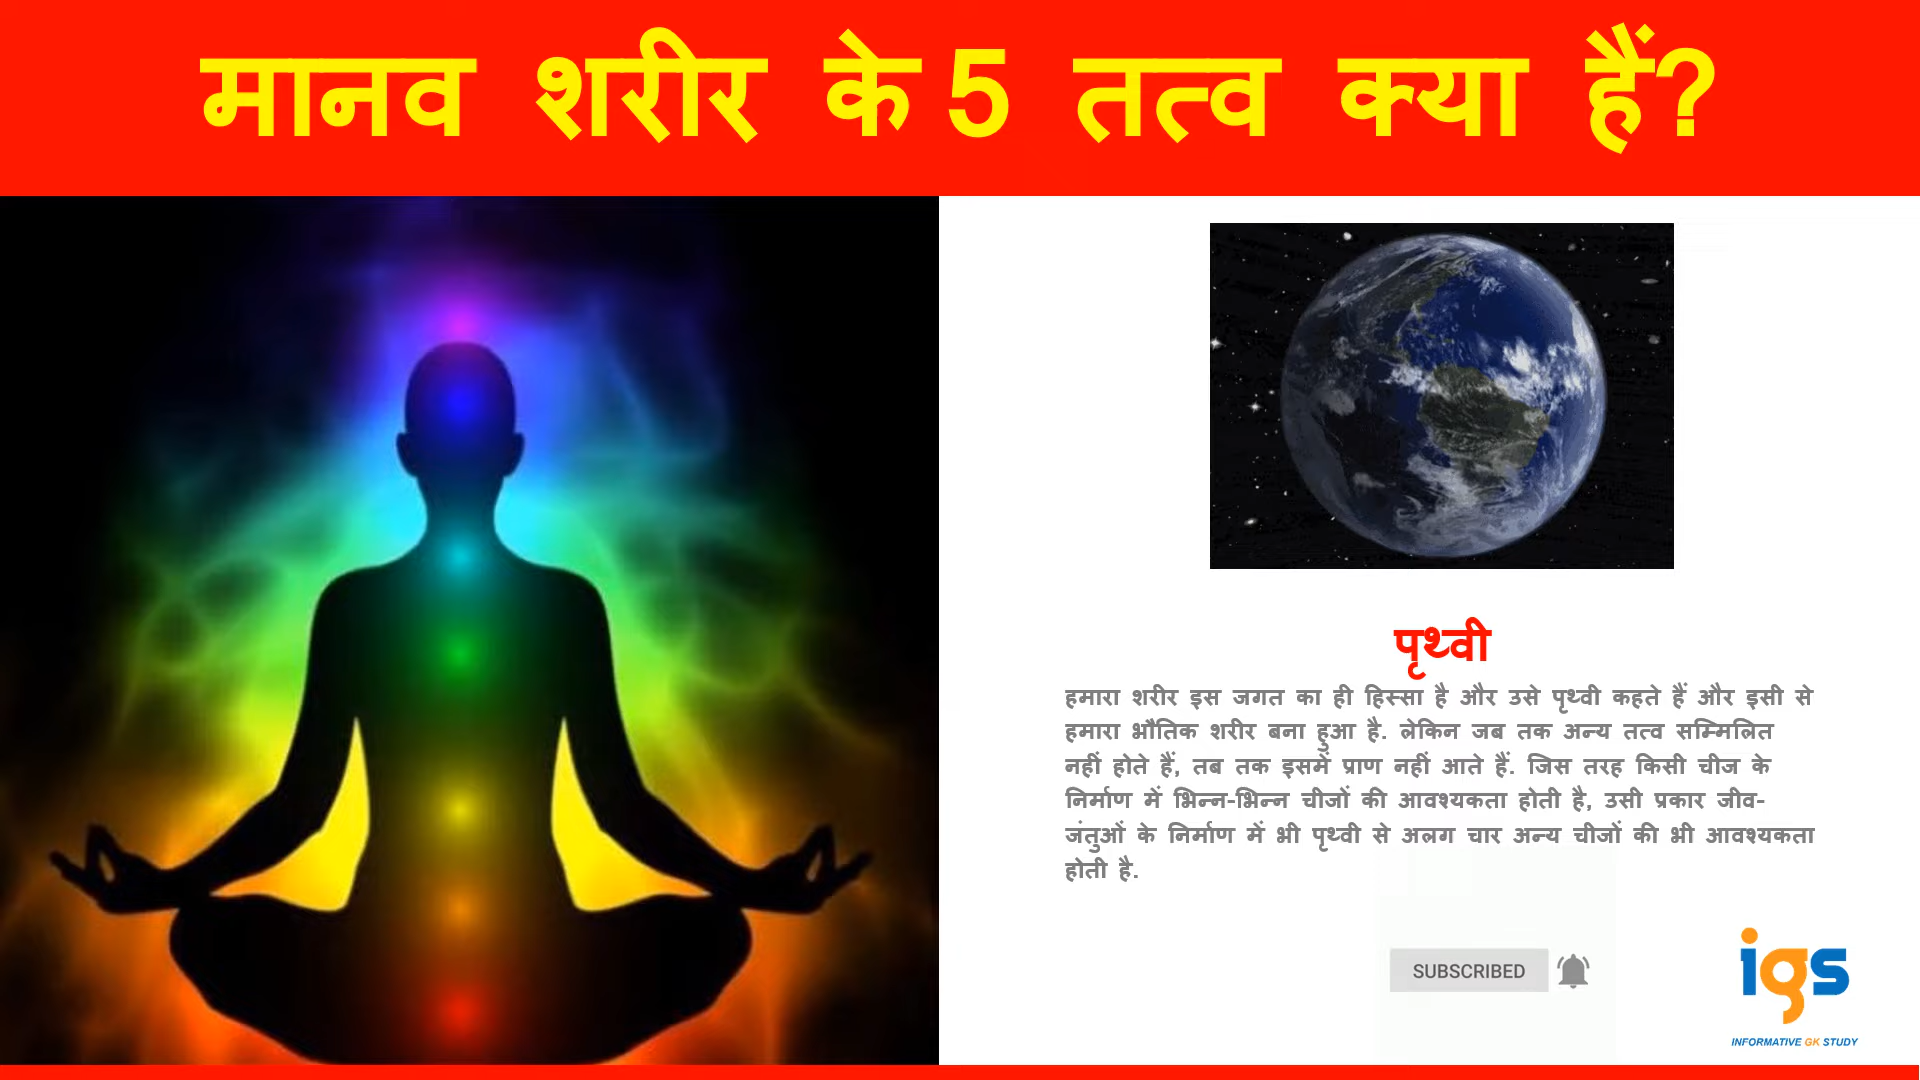 मानव शरीर के 5 तत्व क्या हैं?
पृथ्वी
हमारा शरीर इस जगत का ही हिस्सा है और उसे पृथ्वी कहते हैं और इसी से
हमारा भौतिक शरीर बना हुआ है. लेकिन जब तक अन्य तत्व सम्मिलित
नहीं होते हैं, तब तक इसमें प्राण नहीं आते हैं. जिस तरह किसी चीज के
निर्माण में भिन्न-भिन्न चीजों की आवश्यकता होती है, उसी प्रकार जीव-
जंतुओं के निर्माण में भी पृथ्वी से अलग चार अन्य चीजों की भी आवश्यकता
होती है.
SUBSCRIBED
igs
INFORMATIVE GK STUDY